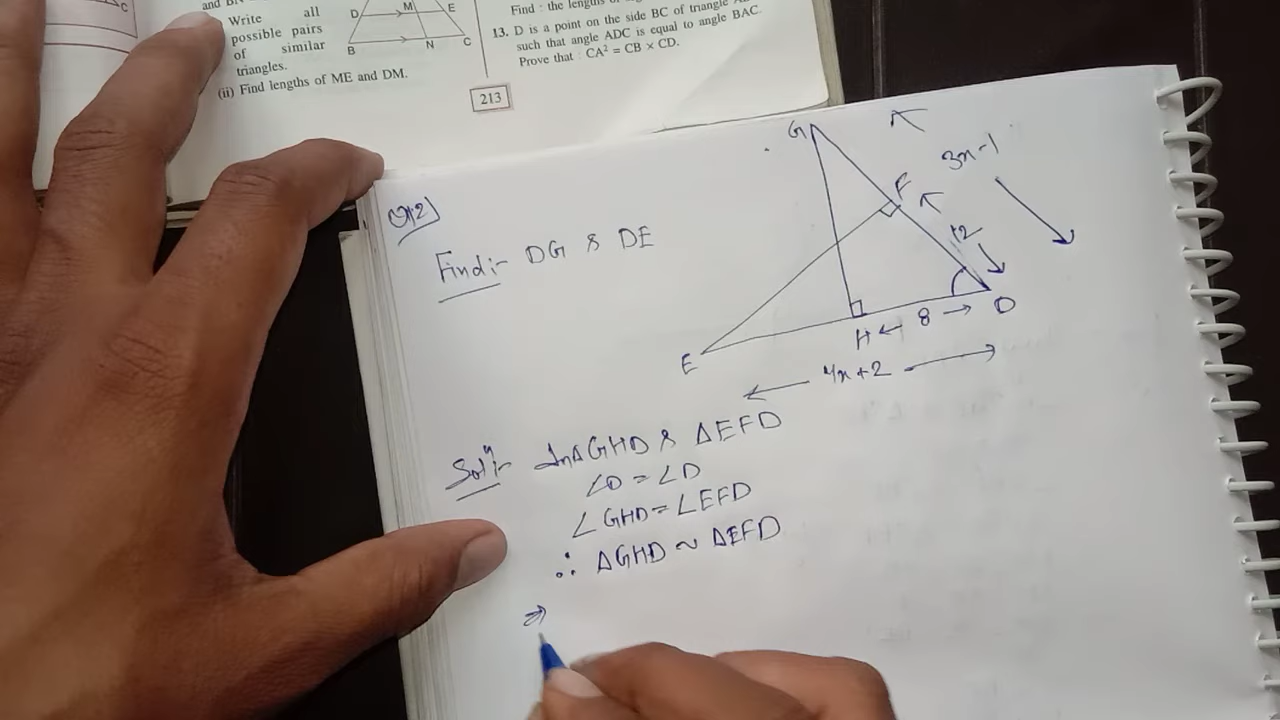 C
and BN
Write all
possible pairs
of similar
triangles.
(ii) Find lengths of ME and DM.
D M E
B N C
Find : the lengths
13. D is a point on the side BC of triangle
such that angle ADC is equal to angle BAC.
Prove that : CA² = CB × CD.
213
Q12)
Find:- DG & DE
G
F
3x-1
12
D
H
8
E
4x+2
Sol⁾ⁿ:- In ΔGHD & ΔEFD
∠D = ∠D
∠GHD = ∠EFD
∴ ΔGHD ~ ΔEFD
⇒